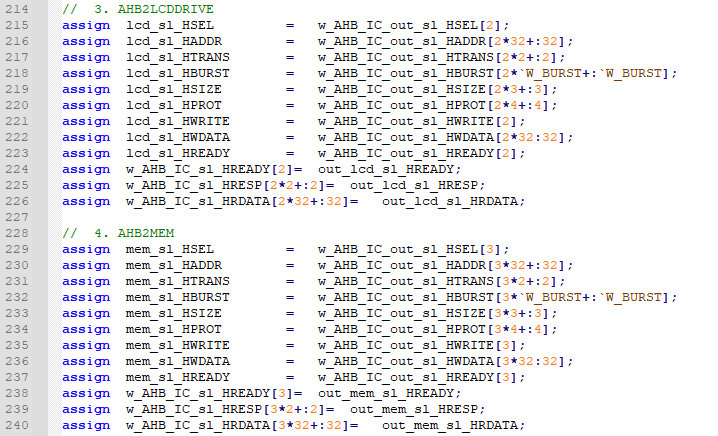 214 // 3. AHB2LCDDRIVE
215 assign lcd_sl_HSEL = w_AHB_IC_out_sl_HSEL[2];
216 assign lcd_sl_HADDR = w_AHB_IC_out_sl_HADDR[2*32+:32];
217 assign lcd_sl_HTRANS = w_AHB_IC_out_sl_HTRANS[2*2+:2];
218 assign lcd_sl_HBURST = w_AHB_IC_out_sl_HBURST[2*`W_BURST+:`W_BURST];
219 assign lcd_sl_HSIZE = w_AHB_IC_out_sl_HSIZE[2*3+:3];
220 assign lcd_sl_HPROT = w_AHB_IC_out_sl_HPROT[2*4+:4];
221 assign lcd_sl_HWRITE = w_AHB_IC_out_sl_HWRITE[2];
222 assign lcd_sl_HWDATA = w_AHB_IC_out_sl_HWDATA[2*32:32];
223 assign lcd_sl_HREADY = w_AHB_IC_out_sl_HREADY[2];
224 assign w_AHB_IC_sl_HREADY[2]= out_lcd_sl_HREADY;
225 assign w_AHB_IC_sl_HRESP[2*2+:2]= out_lcd_sl_HRESP;
226 assign w_AHB_IC_sl_HRDATA[2*32+:32]= out_lcd_sl_HRDATA;
227
228 // 4. AHB2MEM
229 assign mem_sl_HSEL = w_AHB_IC_out_sl_HSEL[3];
230 assign mem_sl_HADDR = w_AHB_IC_out_sl_HADDR[3*32+:32];
231 assign mem_sl_HTRANS = w_AHB_IC_out_sl_HTRANS[3*2+:2];
232 assign mem_sl_HBURST = w_AHB_IC_out_sl_HBURST[3*`W_BURST+:`W_BURST];
233 assign mem_sl_HSIZE = w_AHB_IC_out_sl_HSIZE[3*3+:3];
234 assign mem_sl_HPROT = w_AHB_IC_out_sl_HPROT[3*4+:4];
235 assign mem_sl_HWRITE = w_AHB_IC_out_sl_HWRITE[3];
236 assign mem_sl_HWDATA = w_AHB_IC_out_sl_HWDATA[3*32:32];
237 assign mem_sl_HREADY = w_AHB_IC_out_sl_HREADY[3];
238 assign w_AHB_IC_sl_HREADY[3]= out_mem_sl_HREADY;
239 assign w_AHB_IC_sl_HRESP[3*2+:2]= out_mem_sl_HRESP;
240 assign w_AHB_IC_sl_HRDATA[3*32+:32]= out_mem_sl_HRDATA;